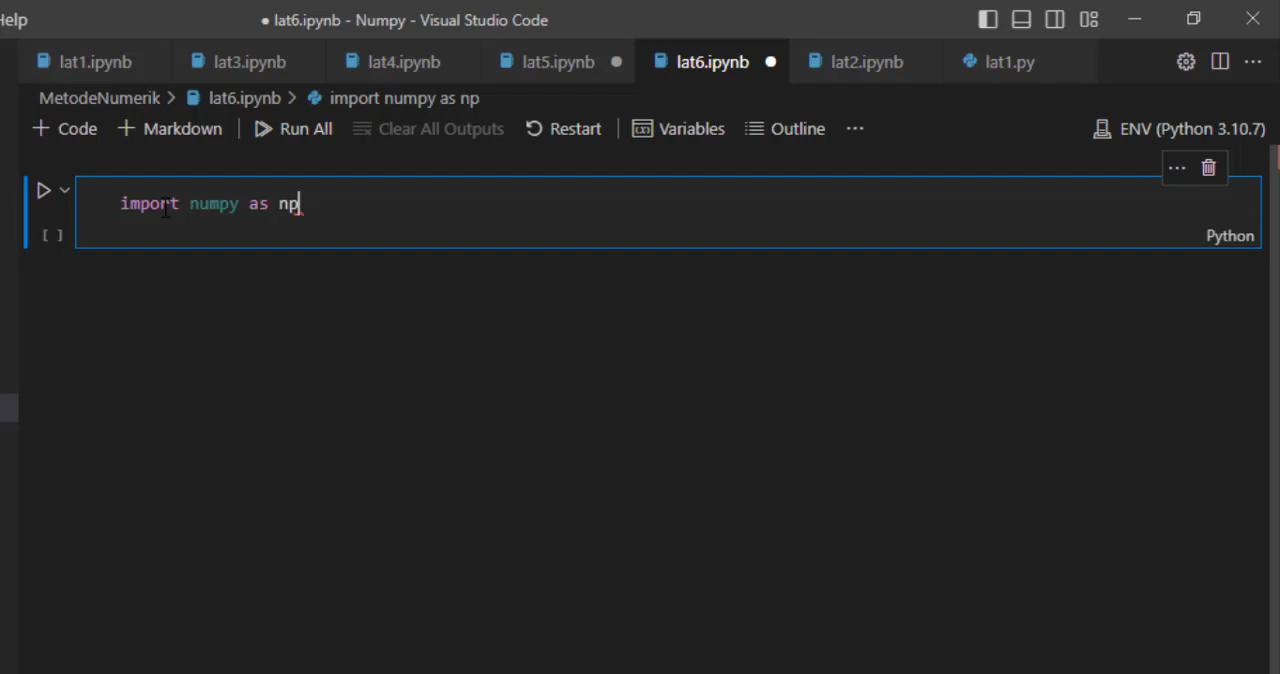 Help
● lat6.ipynb - Numpy - Visual Studio Code
lat1.ipynb lat3.ipynb lat4.ipynb lat5.ipynb ● lat6.ipynb ● lat2.ipynb lat1.py ···
MetodeNumerik > lat6.ipynb > import numpy as np
+ Code + Markdown | Run All Clear All Outputs Restart | Variables Outline ··· ENV (Python 3.10.7)
···
import numpy as np
[ ]
Python